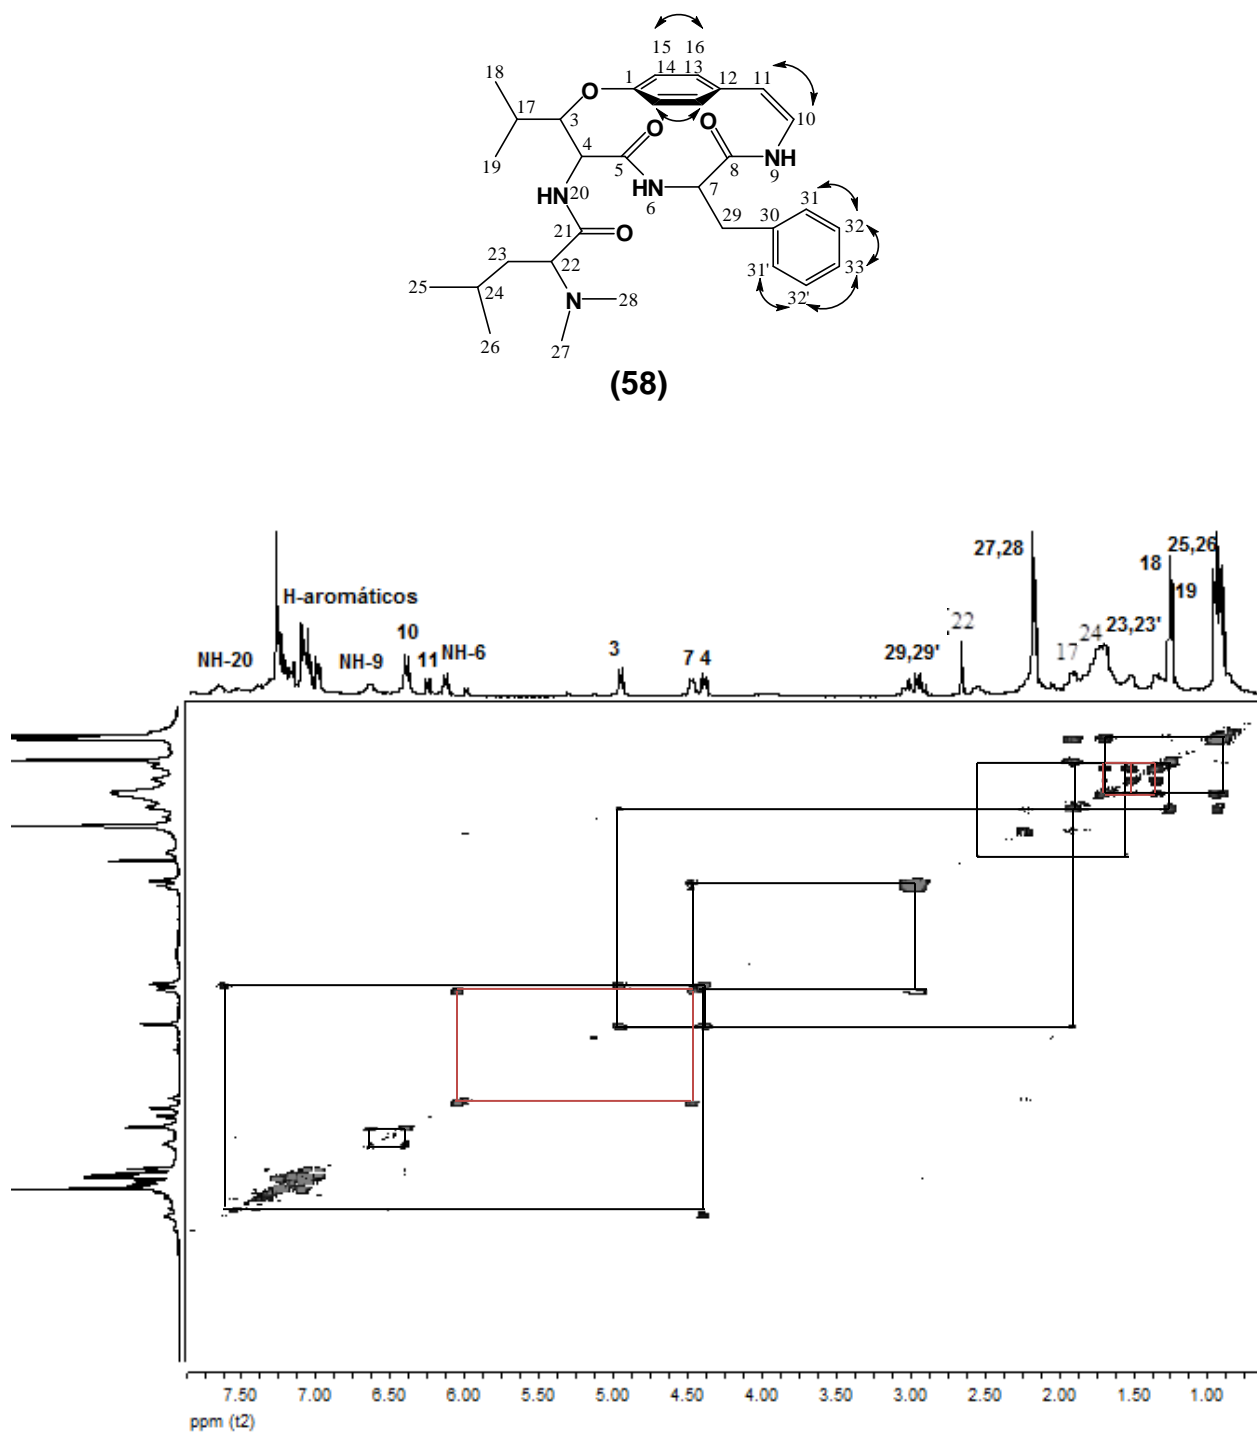 15 16
18 1 14 13 12 11
O
17 3 O O 10
4
19 5 8 NH
9
HN 20 HN 7
6 31
29 30
21 O 32
23
22 31' 33
25 24 28 32'
N
26 27
(58)
27,28 25,26
18
H-aromáticos 19
22 23,23'
10 24
NH-20 NH-9 11 NH-6 3 7 4 29,29' 17
7.50 7.00 6.50 6.00 5.50 5.00 4.50 4.00 3.50 3.00 2.50 2.00 1.50 1.00
ppm (t2)